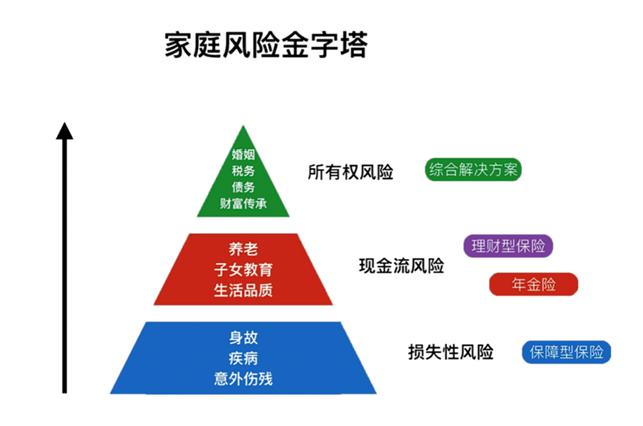 家庭风险金字塔
婚姻
税务
债务
财富传承
所有权风险
综合解决方案
养老
子女教育
生活品质
现金流风险
理财型保险
年金险
身故
疾病
意外伤残
损失性风险
保障型保险